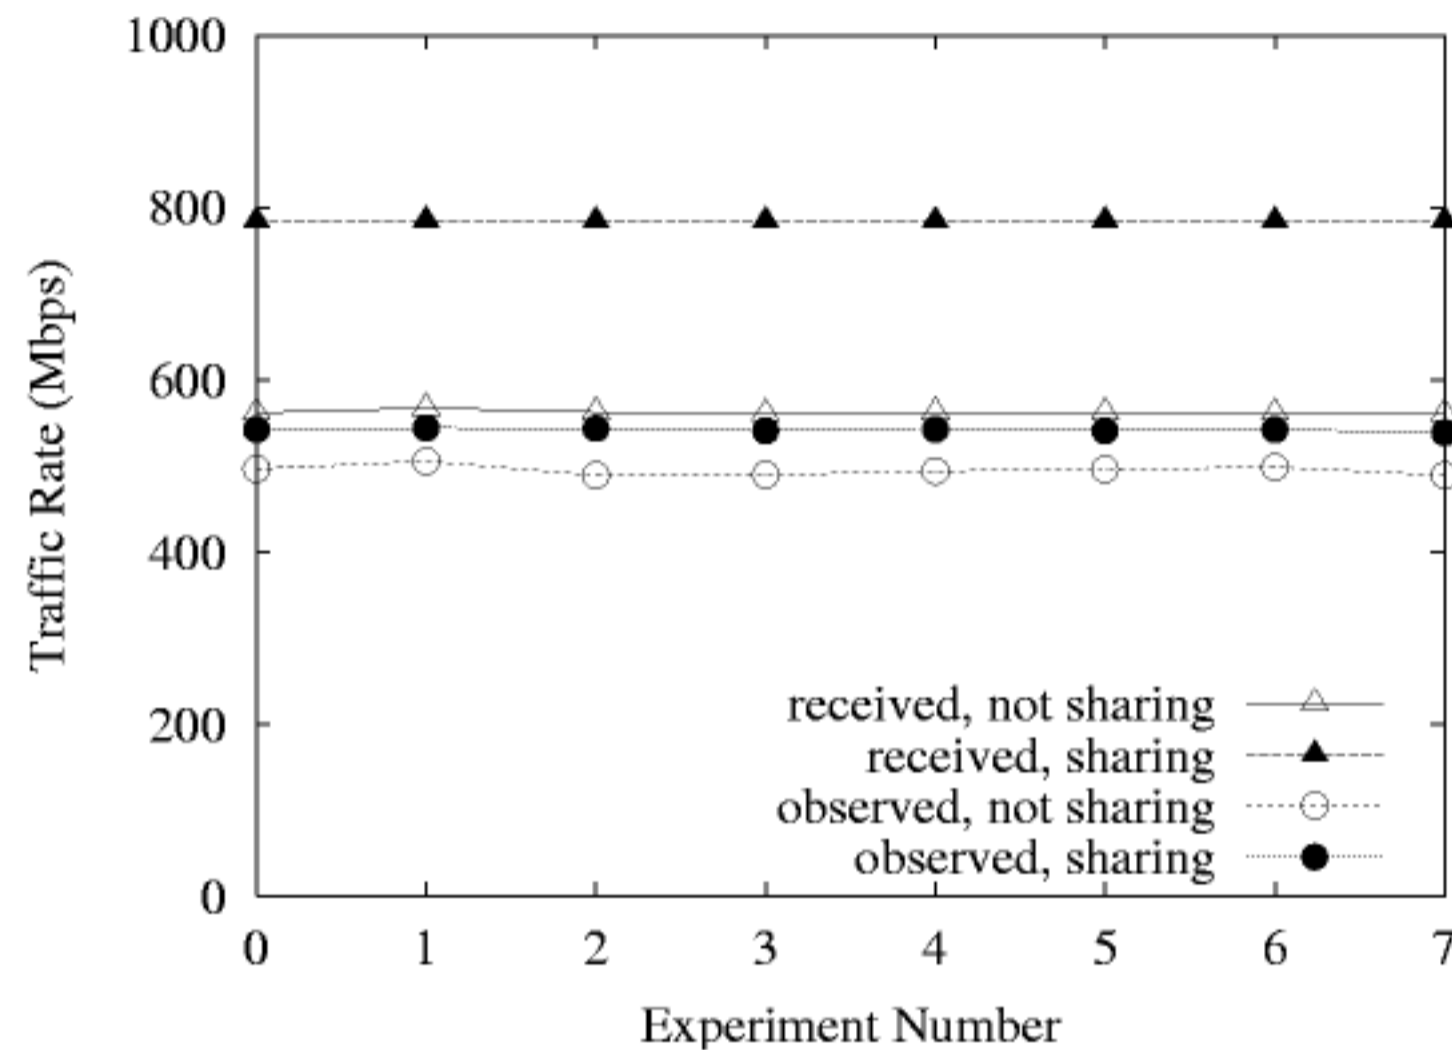 1000
800
600
400
200
0
Traffic Rate (Mbps)
received, not sharing
received, sharing
observed, not sharing
observed, sharing
0 1 2 3 4 5 6 7
Experiment Number